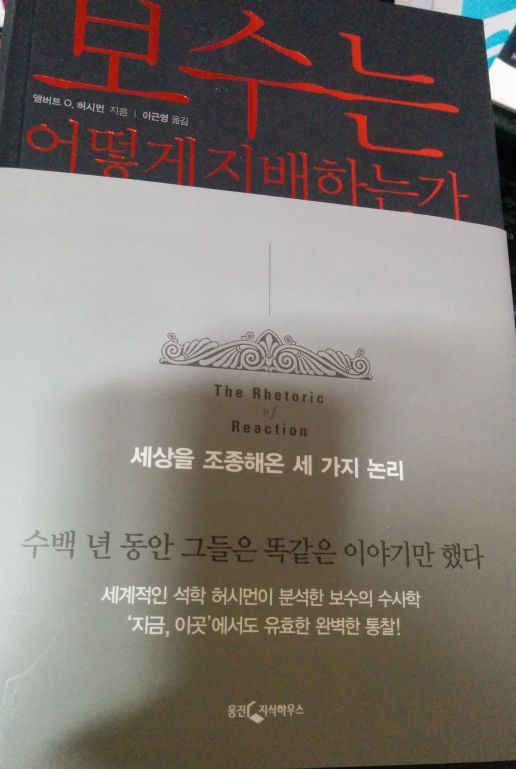 보수는
앨버트 O. 허시먼 지음 | 이근영 옮김
어떻게 지배하는가
The Rhetoric
of
Reaction
세상을 조종해온 세 가지 논리
수백 년 동안 그들은 똑같은 이야기만 했다
세계적인 석학 허시먼이 분석한 보수의 수사학
‘지금, 이곳’에서도 유효한 완벽한 통찰!
웅진 지식하우스